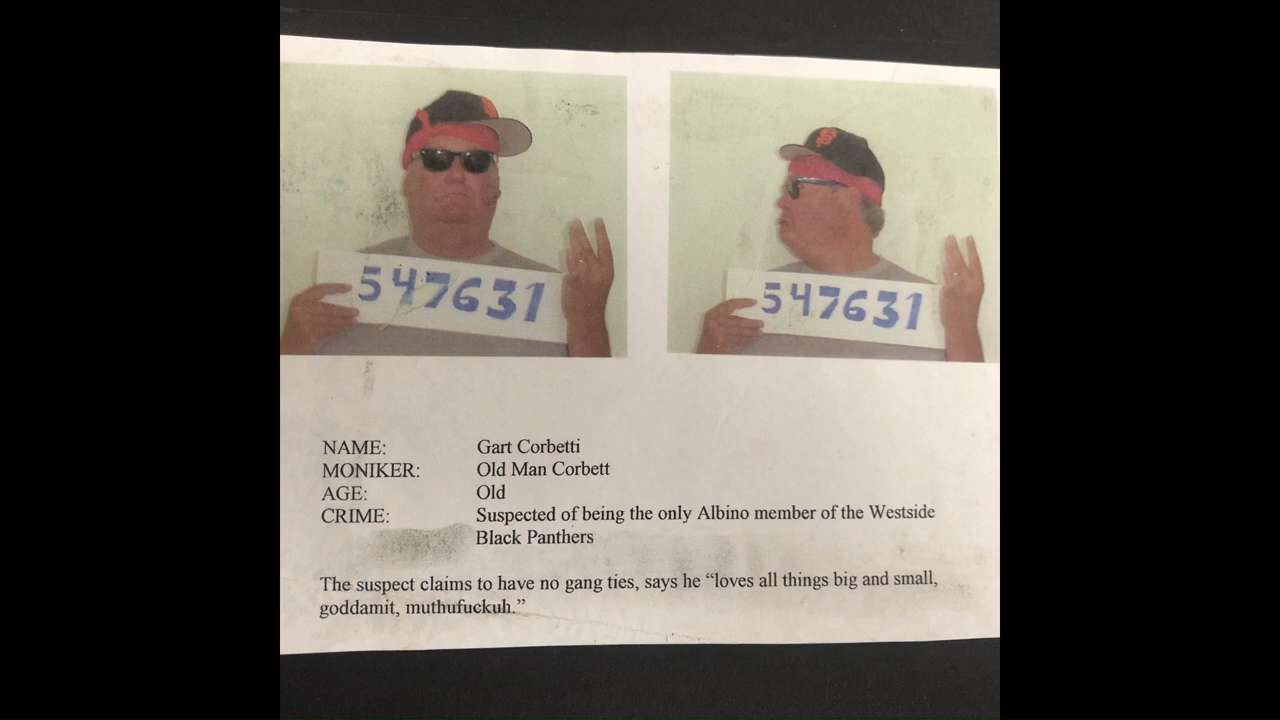 547631
547631
NAME: Gart Corbetti
MONIKER: Old Man Corbett
AGE: Old
CRIME: Suspected of being the only Albino member of the Westside
Black Panthers
The suspect claims to have no gang ties, says he “loves all things big and small,
goddamit, muthufuckuh.”